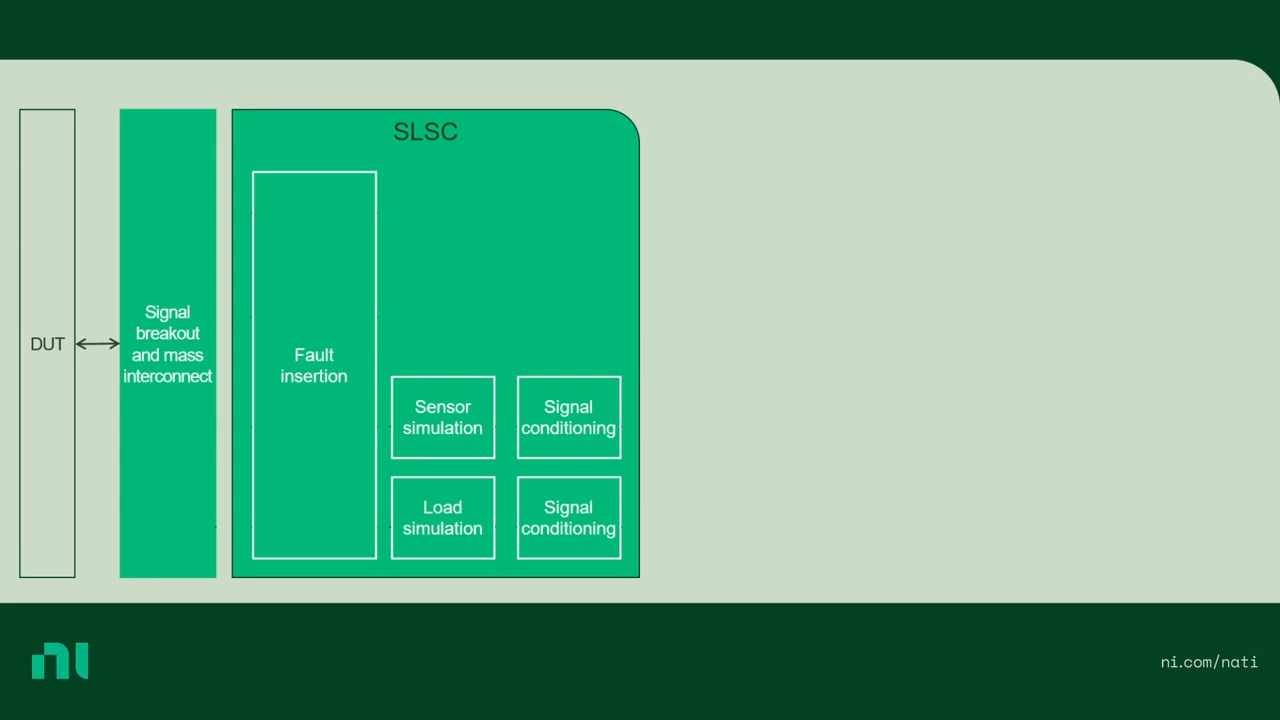 SLSC
DUT
Signal
breakout
and mass
interconnect
Fault
insertion
Sensor
simulation
Signal
conditioning
Load
simulation
Signal
conditioning
ni
ni.com/nati